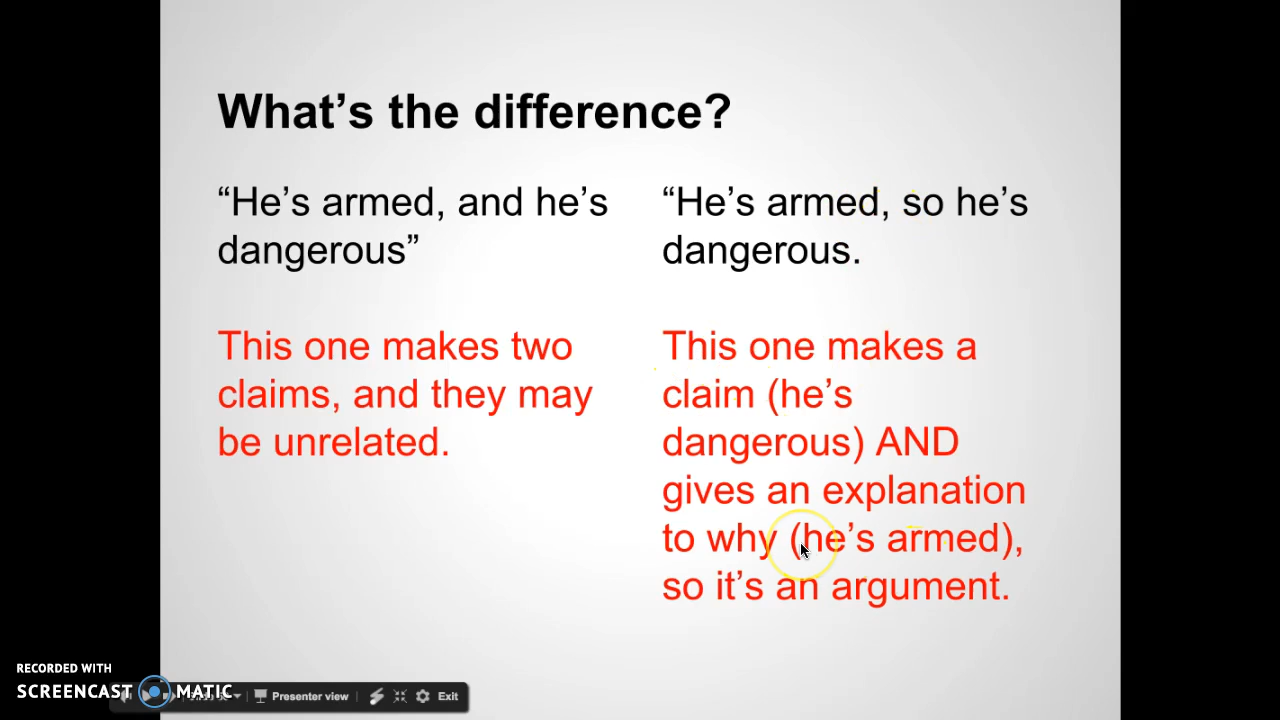 What’s the difference?
“He’s armed, and he’s
dangerous”
“He’s armed, so he’s
dangerous.
This one makes two
claims, and they may
be unrelated.
This one makes a
claim (he’s
dangerous) AND
gives an explanation
to why (he’s armed),
so it’s an argument.
RECORDED WITH
SCREENCAST MATIC
Presenter view
Exit